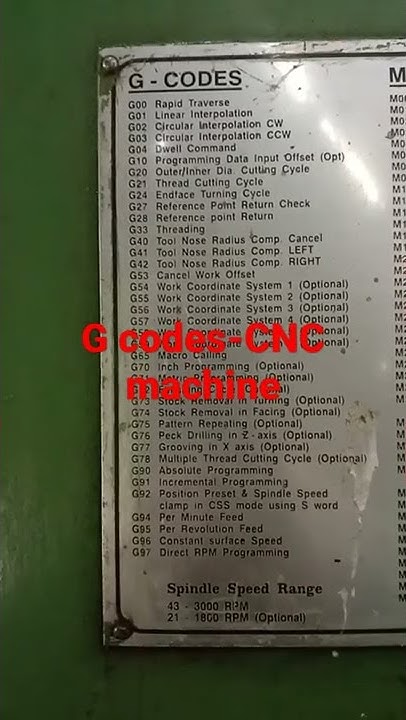 G - CODES
G00 Rapid Traverse
G01 Linear Interpolation
G02 Circular Interpolation CW
G03 Circular Interpolation CCW
G04 Dwell Command
G10 Programming Data Input Offset (Opt)
G20 Outer/Inner Dia. Cutting Cycle
G21 Thread Cutting Cycle
G24 Endface Turning Cycle
G27 Reference Point Return Check
G28 Reference point Return
G33 Threading
G40 Tool Nose Radius Comp. Cancel
G41 Tool Nose Radius Comp. LEFT
G42 Tool Nose Radius Comp. RIGHT
G53 Cancel Work Offset
G54 Work Coordinate System 1 (Optional)
G55 Work Coordinate System 2 (Optional)
G56 Work Coordinate System 3 (Optional)
G57 Work Coordinate System 4 (Optional)
G codes-CNC
machine
G65 Macro Calling
G70 Inch Programming (Optional)
(Optional)
G73 Stock Removal in Turning (Optional)
G74 Stock Removal in Facing (Optional)
G75 Pattern Repeating (Optional)
G76 Peck Drilling in Z-axis (Optional)
G77 Grooving in X axis (Optional)
G78 Multiple Thread Cutting Cycle (Optional)
G90 Absolute Programming
G91 Incremental Programming
G92 Position Preset & Spindle Speed
clamp in CSS mode using S word
G94 Per Minute Feed
G95 Per Revolution Feed
G96 Constant surface Speed
G97 Direct RPM Programming
Spindle Speed Range
43 - 3000 RPM
21 - 1800 RPM (Optional)